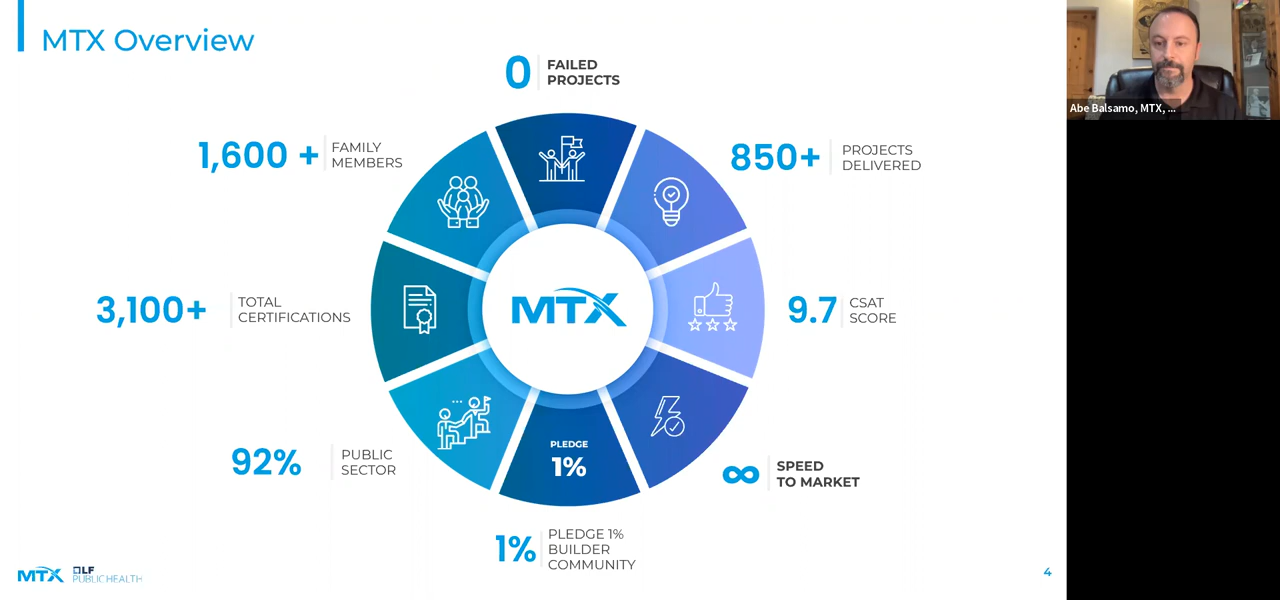 MTX Overview
0
FAILED
PROJECTS
1,600 +
FAMILY
MEMBERS
850+
PROJECTS
DELIVERED
3,100+
TOTAL
CERTIFICATIONS
MTX
9.7
CSAT
SCORE
92%
PUBLIC
SECTOR
PLEDGE
1%
∞
SPEED
TO MARKET
1%
PLEDGE 1%
BUILDER
COMMUNITY
MTX
LF
PUBLIC HEALTH
4
Abe Balsamo, MTX, ...